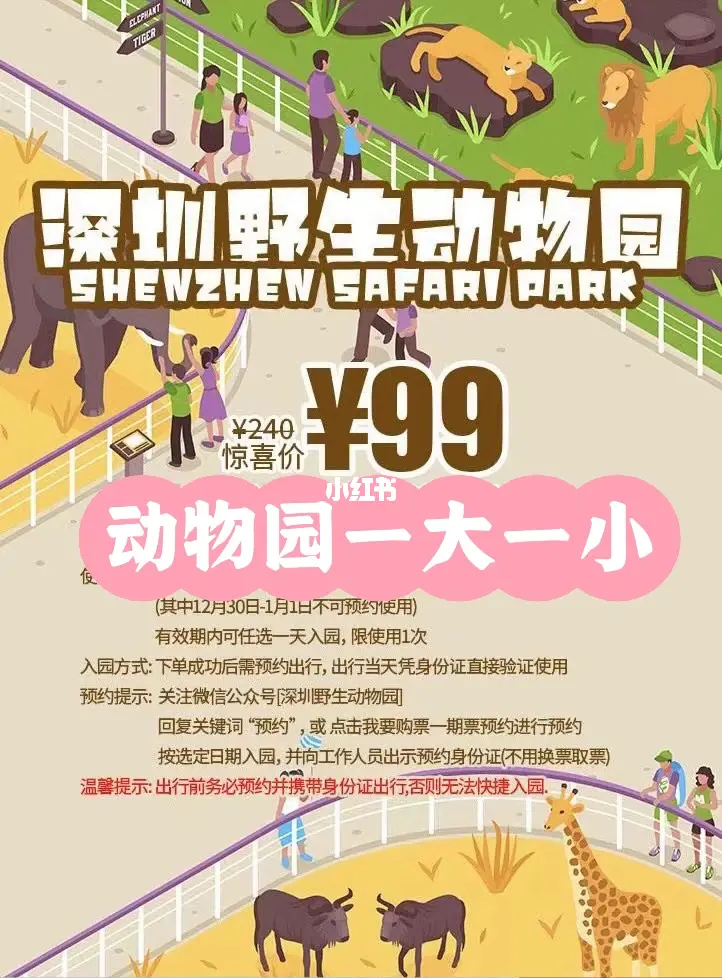 ELEPHANT
TIGER
深圳野生动物园
SHENZHEN SAFARI PARK
¥240
惊喜价
¥99
小红书
动物园一大一小
(其中12月30日-1月1日不可预约使用)
有效期内可任选一天入园, 限使用1次
入园方式: 下单成功后需预约出行, 出行当天凭身份证直接验证使用
预约提示: 关注微信公众号[深圳野生动物园]
回复关键词“预约”, 或 点击我要购票一期票预约进行预约
按选定日期入园, 并向工作人员出示预约身份证(不用换票取票)
温馨提示: 出行前务必预约并携带身份证出行,否则无法快捷入园.